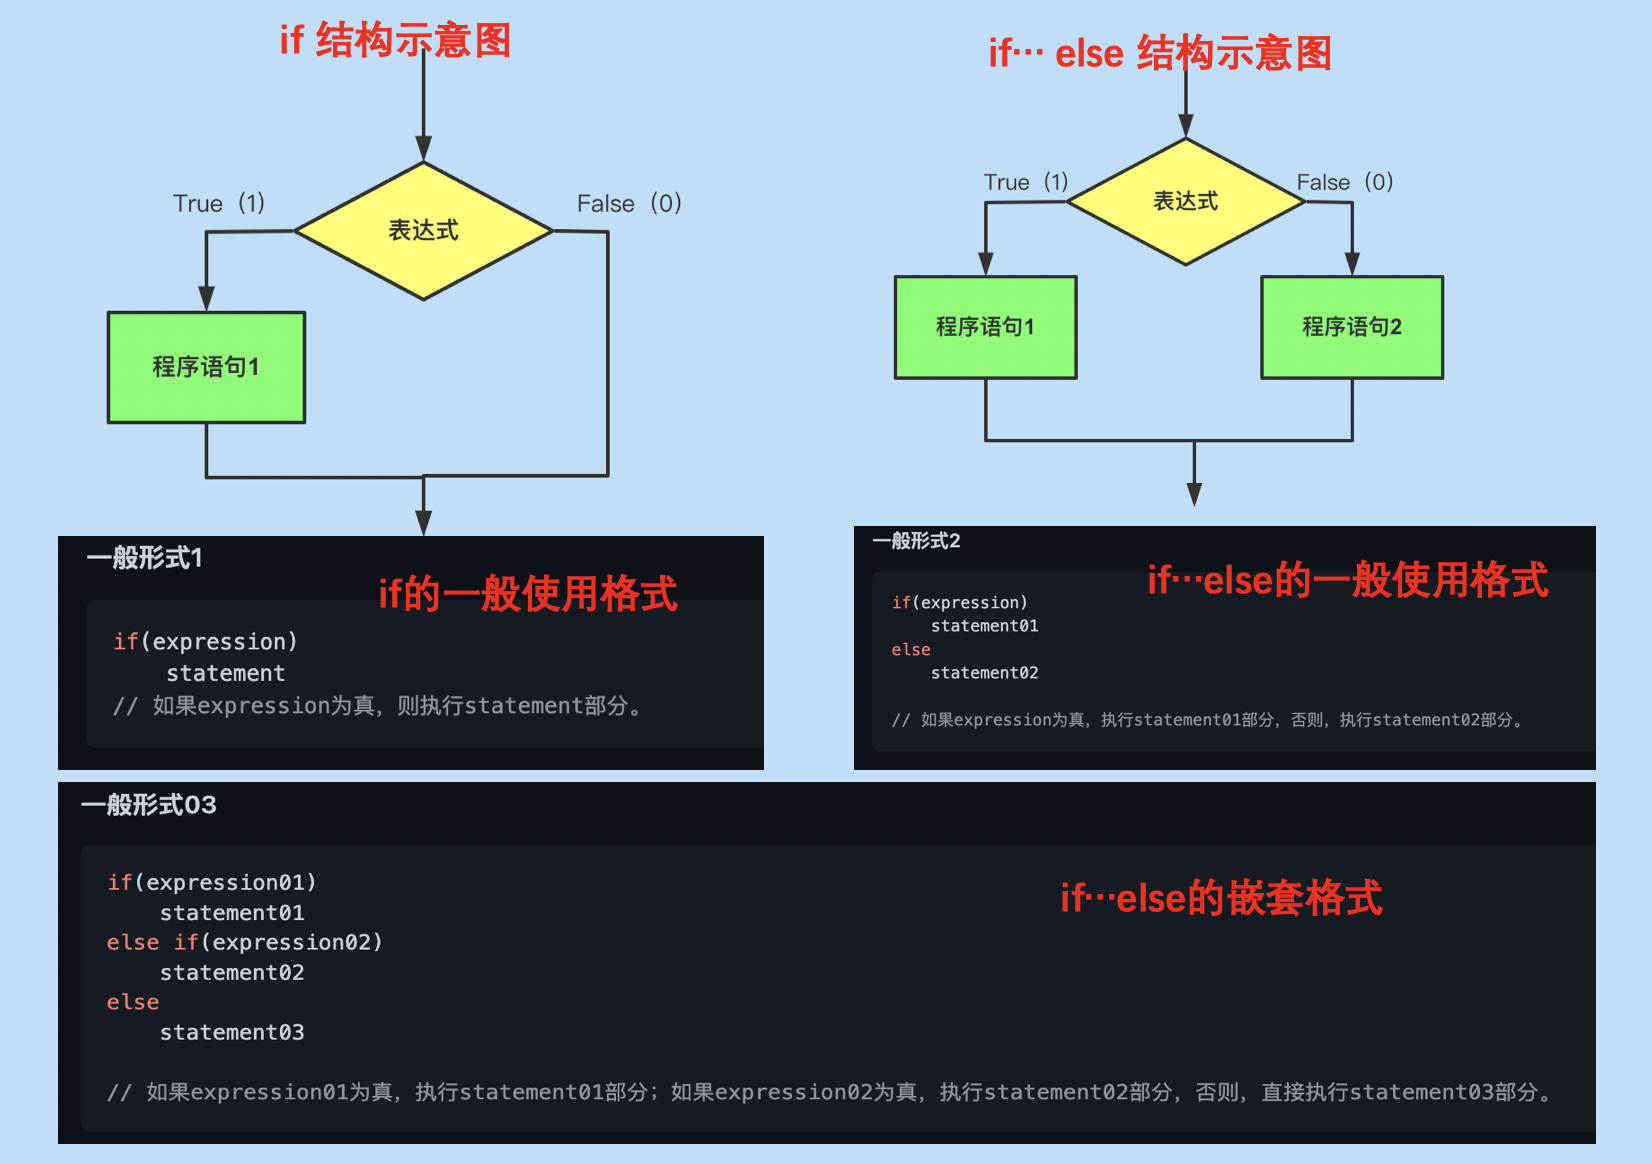 if 结构示意图
True（1）
False（0）
表达式
程序语句1
if… else 结构示意图
True（1）
False（0）
表达式
程序语句1
程序语句2
一般形式1
if的一般使用格式
if(expression)
    statement
// 如果expression为真，则执行statement部分。
一般形式2
if…else的一般使用格式
if(expression)
    statement01
else
    statement02
// 如果expression为真，执行statement01部分，否则，执行statement02部分。
一般形式03
if…else的嵌套格式
if(expression01)
    statement01
else if(expression02)
    statement02
else
    statement03
// 如果expression01为真，执行statement01部分；如果expression02为真，执行statement02部分，否则，直接执行statement03部分。